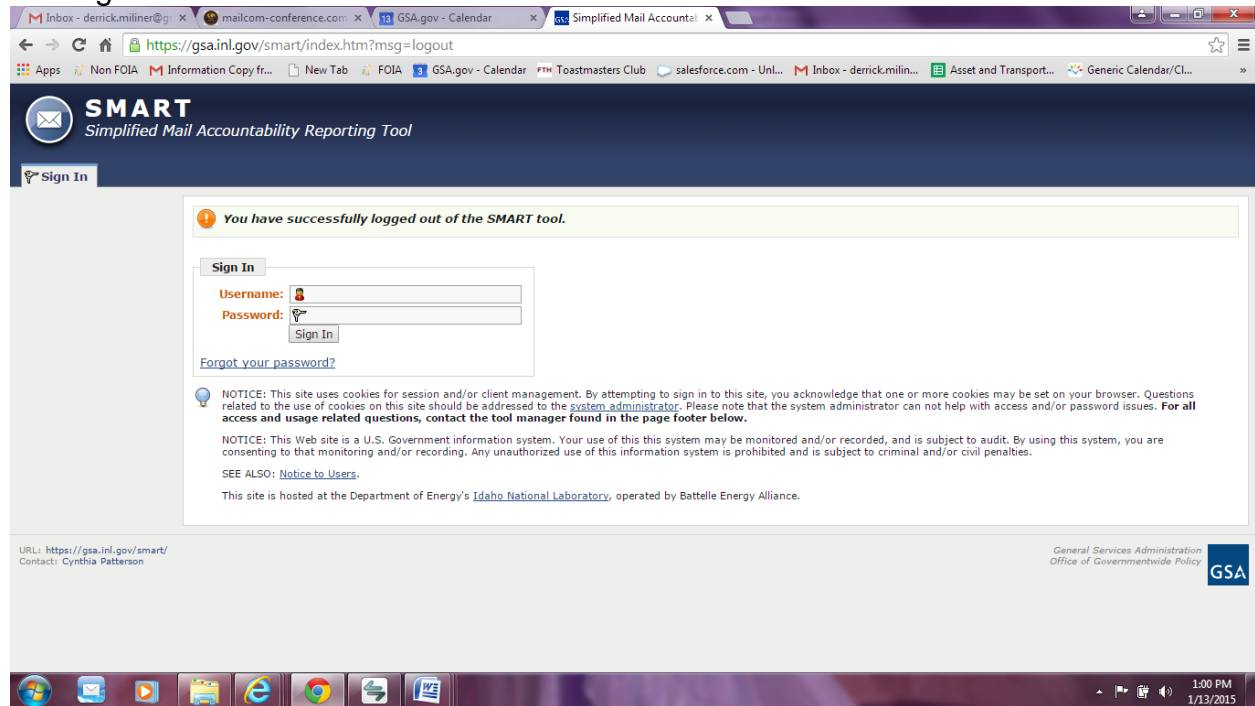 Inbox - derrick.miliner@g
mailcom-conference.com
13 GSA.gov - Calendar
GSA Simplified Mail Accountab
https://gsa.inl.gov/smart/index.htm?msg=logout
Apps Non FOIA Information Copy fr... New Tab FOIA 3 GSA.gov - Calendar FTH Toastmasters Club salesforce.com - Unl... Inbox - derrick.milin... Asset and Transport... Generic Calendar/Cl... »
SMART
Simplified Mail Accountability Reporting Tool
Sign In
You have successfully logged out of the SMART tool.
Sign In
Username:
Password:
Sign In
Forgot your password?
NOTICE: This site uses cookies for session and/or client management. By attempting to sign in to this site, you acknowledge that one or more cookies may be set on your browser. Questions
related to the use of cookies on this site should be addressed to the system administrator. Please note that the system administrator can not help with access and/or password issues. For all
access and usage related questions, contact the tool manager found in the page footer below.
NOTICE: This Web site is a U.S. Government information system. Your use of this this system may be monitored and/or recorded, and is subject to audit. By using this system, you are
consenting to that monitoring and/or recording. Any unauthorized use of this information system is prohibited and is subject to criminal and/or civil penalties.
SEE ALSO: Notice to Users.
This site is hosted at the Department of Energy's Idaho National Laboratory, operated by Battelle Energy Alliance.
URL: https://gsa.inl.gov/smart/
Contact: Cynthia Patterson
General Services Administration
Office of Governmentwide Policy
GSA
1:00 PM
1/13/2015